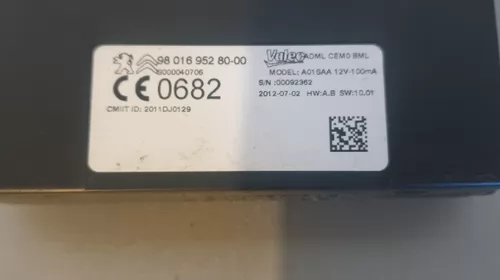 98 016 952 80-00
S000040706
CE 0682
CMIIT ID: 2011DJ0129
Valeo ADML CEM0 BML
MODEL: A01SAA 12V-100mA
S/N :00092362
2012-07-02 HW:A.B SW:10.01